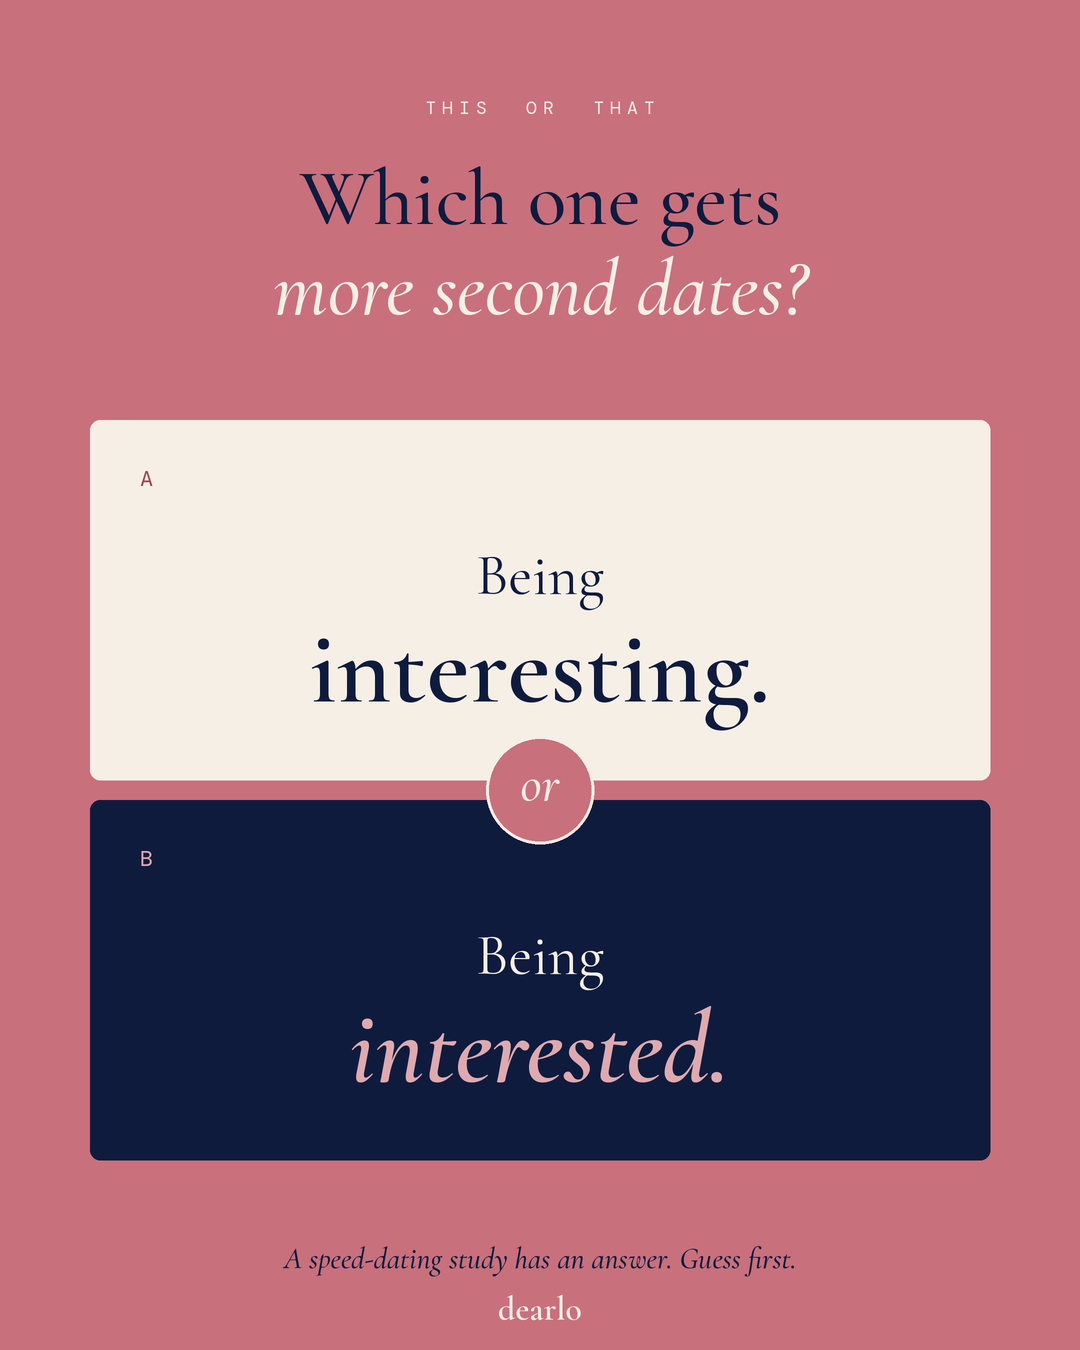 THIS OR THAT
Which one gets
more second dates?
A
Being
interesting.
or
B
Being
interested.
A speed-dating study has an answer. Guess first.
dearlo